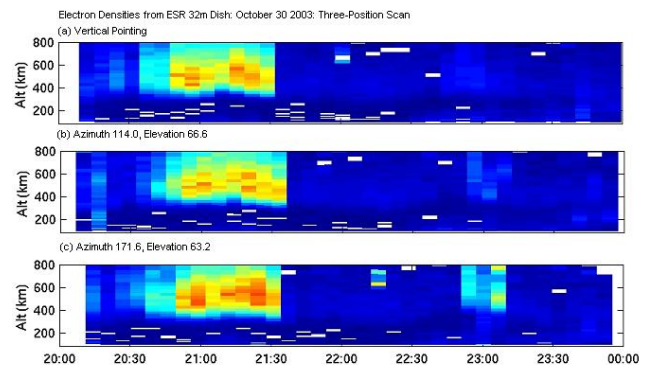 Electron Densities from ESR 32m Dish: October 30 2003: Three-Position Scan
(a) Vertical Pointing
800
600
400
200
Alt (km)
(b) Azimuth 114.0, Elevation 66.6
800
600
400
200
Alt (km)
(c) Azimuth 171.6, Elevation 63.2
800
600
400
200
Alt (km)
20:00 20:30 21:00 21:30 22:00 22:30 23:00 23:30 00:00